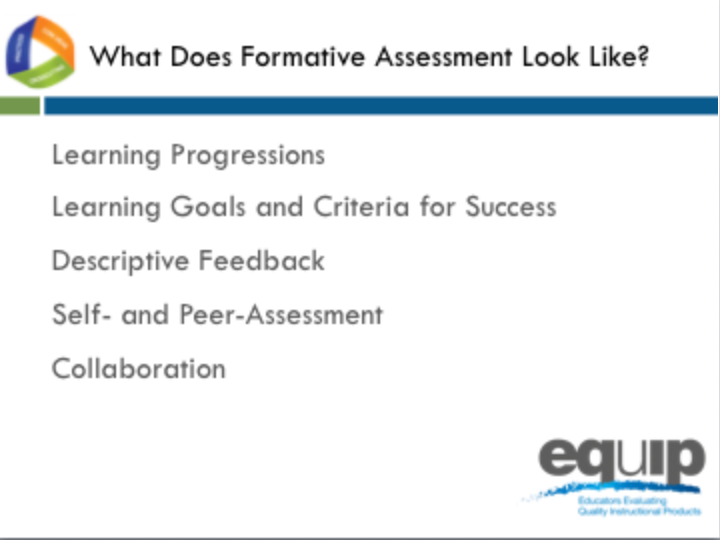 What Does Formative Assessment Look Like?
Learning Progressions
Learning Goals and Criteria for Success
Descriptive Feedback
Self- and Peer-Assessment
Collaboration
equip
Educators Evaluating
Quality Instructional Products